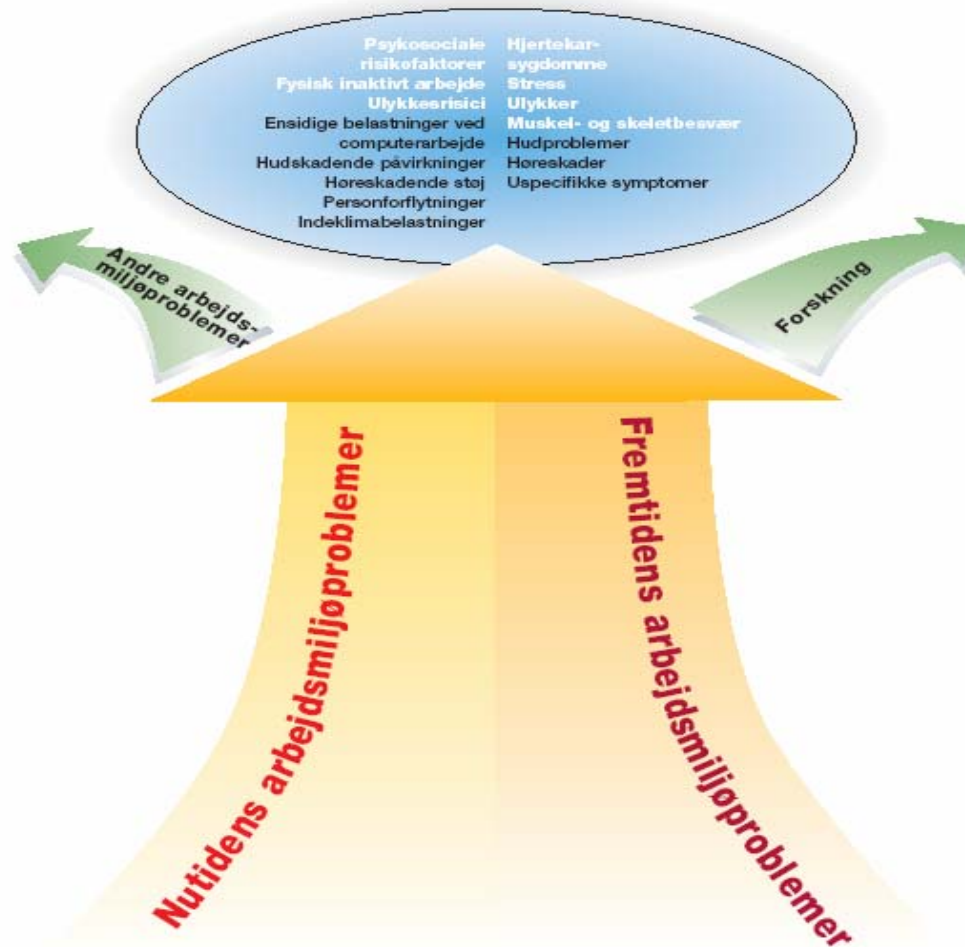 Psykosociale
risikofaktorer
Fysisk inaktivt arbejde
Ulykkesrisici
Ensidige belastninger ved
computerarbejde
Hudskadende påvirkninger
Høreskadende støj
Personforflytninger
Indeklimabelastninger
Hjertekar-
sygdomme
Stress
Ulykker
Muskel- og skeletbesvær
Hudproblemer
Høreskader
Uspecifikke symptomer
Andre arbejds-
miljøproblemer
Forskning
Nutidens arbejdsmiljøproblemer
Fremtidens arbejdsmiljøproblemer